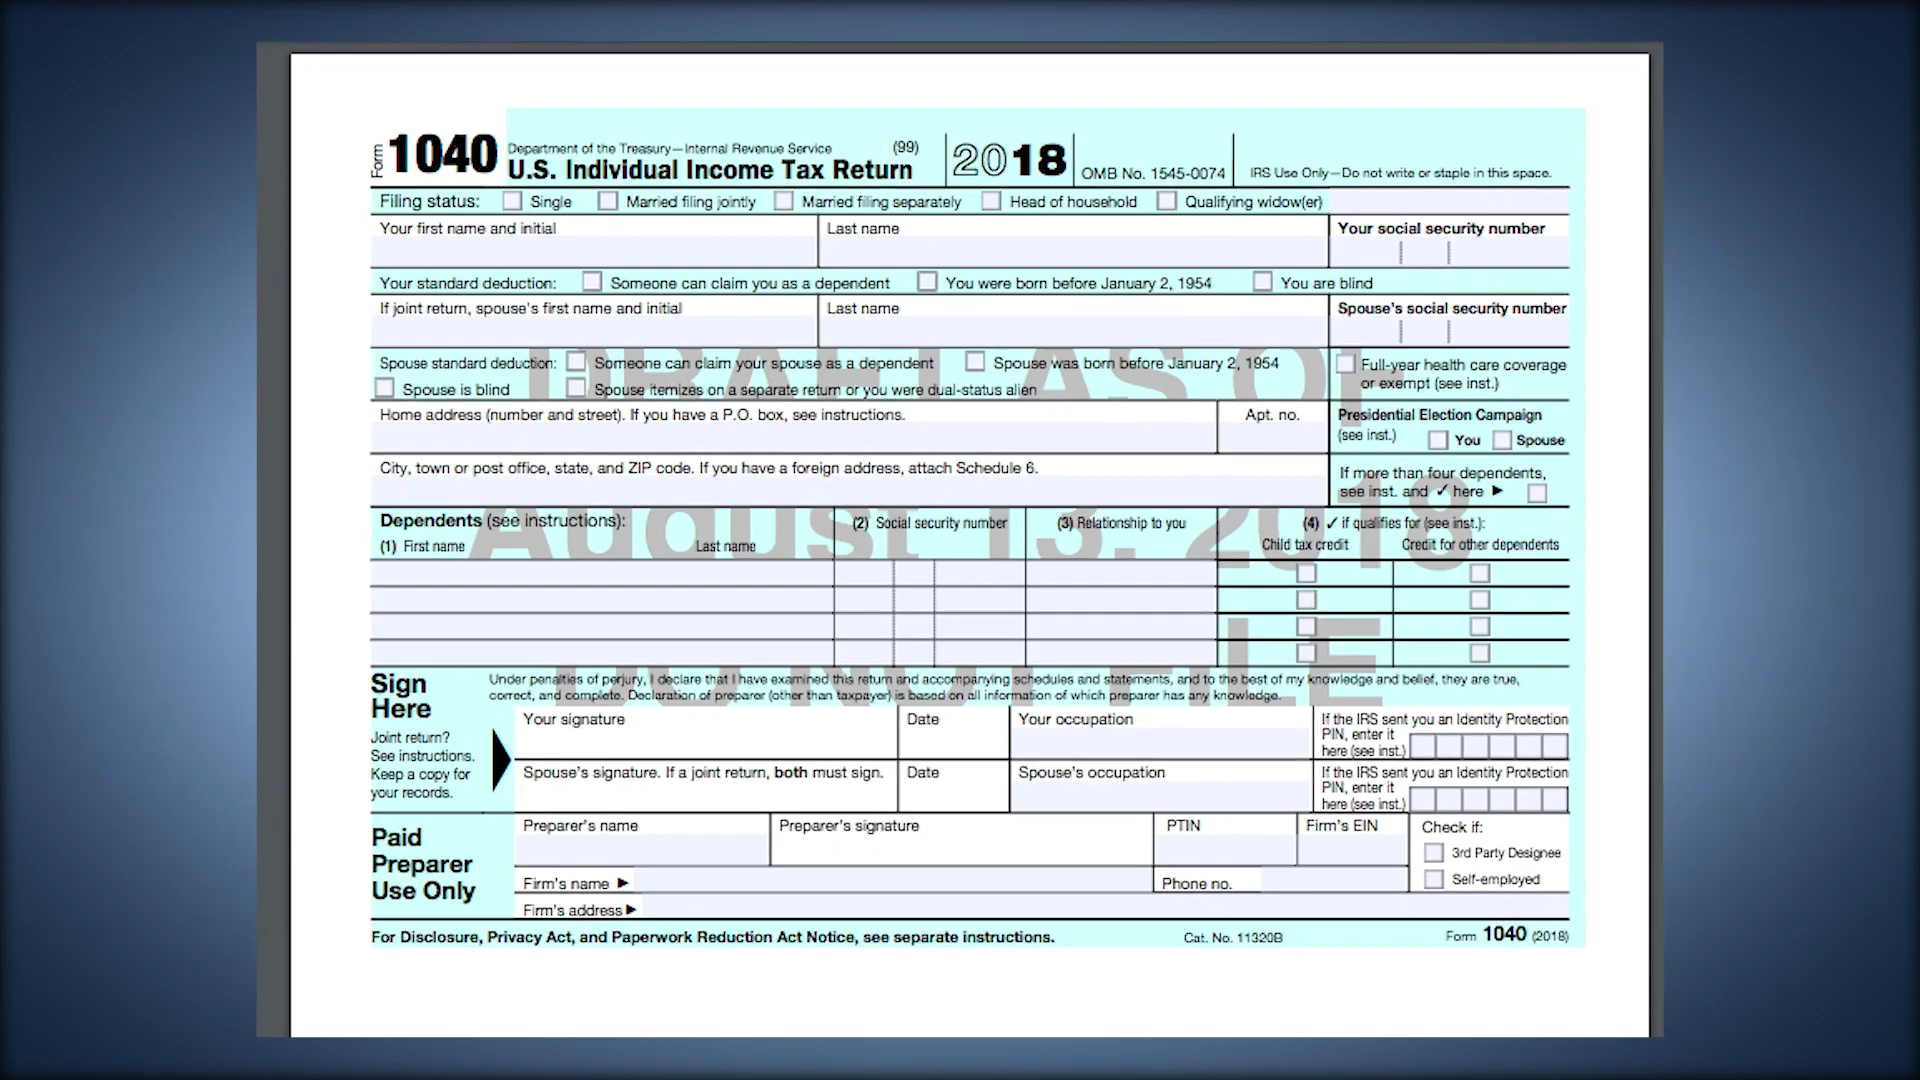 Form 1040 Department of the Treasury—Internal Revenue Service (99)
U.S. Individual Income Tax Return 2018 OMB No. 1545-0074 IRS Use Only—Do not write or staple in this space.
Filing status: Single Married filing jointly Married filing separately Head of household Qualifying widow(er)
Your first name and initial Last name Your social security number
Your standard deduction: Someone can claim you as a dependent You were born before January 2, 1954 You are blind
If joint return, spouse's first name and initial Last name Spouse's social security number
DRAFT AS OF
Spouse standard deduction: Someone can claim your spouse as a dependent Spouse was born before January 2, 1954 Full-year health care coverage
Spouse is blind Spouse itemizes on a separate return or you were dual-status alien or exempt (see inst.)
Home address (number and street). If you have a P.O. box, see instructions. Apt. no. Presidential Election Campaign
(see inst.) You Spouse
City, town or post office, state, and ZIP code. If you have a foreign address, attach Schedule 6. If more than four dependents,
see inst. and ✓ here ►
August 13, 2018
Dependents (see instructions): (2) Social security number (3) Relationship to you (4) ✓ if qualifies for (see inst.):
(1) First name Last name Child tax credit Credit for other dependents
DO NOT FILE
Sign
Here
Under penalties of perjury, I declare that I have examined this return and accompanying schedules and statements, and to the best of my knowledge and belief, they are true,
correct, and complete. Declaration of preparer (other than taxpayer) is based on all information of which preparer has any knowledge.
Joint return?
See instructions.
Keep a copy for
your records.
Your signature Date Your occupation If the IRS sent you an Identity Protection
PIN, enter it
here (see inst.)
Spouse's signature. If a joint return, both must sign. Date Spouse's occupation If the IRS sent you an Identity Protection
PIN, enter it
here (see inst.)
Paid
Preparer
Use Only
Preparer's name Preparer's signature PTIN Firm's EIN Check if:
3rd Party Designee
Firm's name ► Phone no. Self-employed
Firm's address ►
For Disclosure, Privacy Act, and Paperwork Reduction Act Notice, see separate instructions. Cat. No. 11320B Form 1040 (2018)